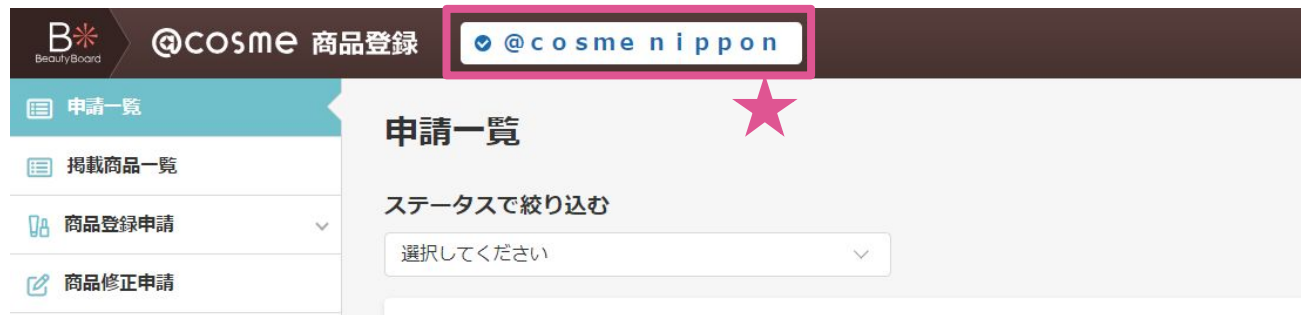 B※
BeautyBoard
@cosme 商品登録
@cosme nippon
申請一覧
掲載商品一覧
商品登録申請
商品修正申請
申請一覧
ステータスで絞り込む
選択してください